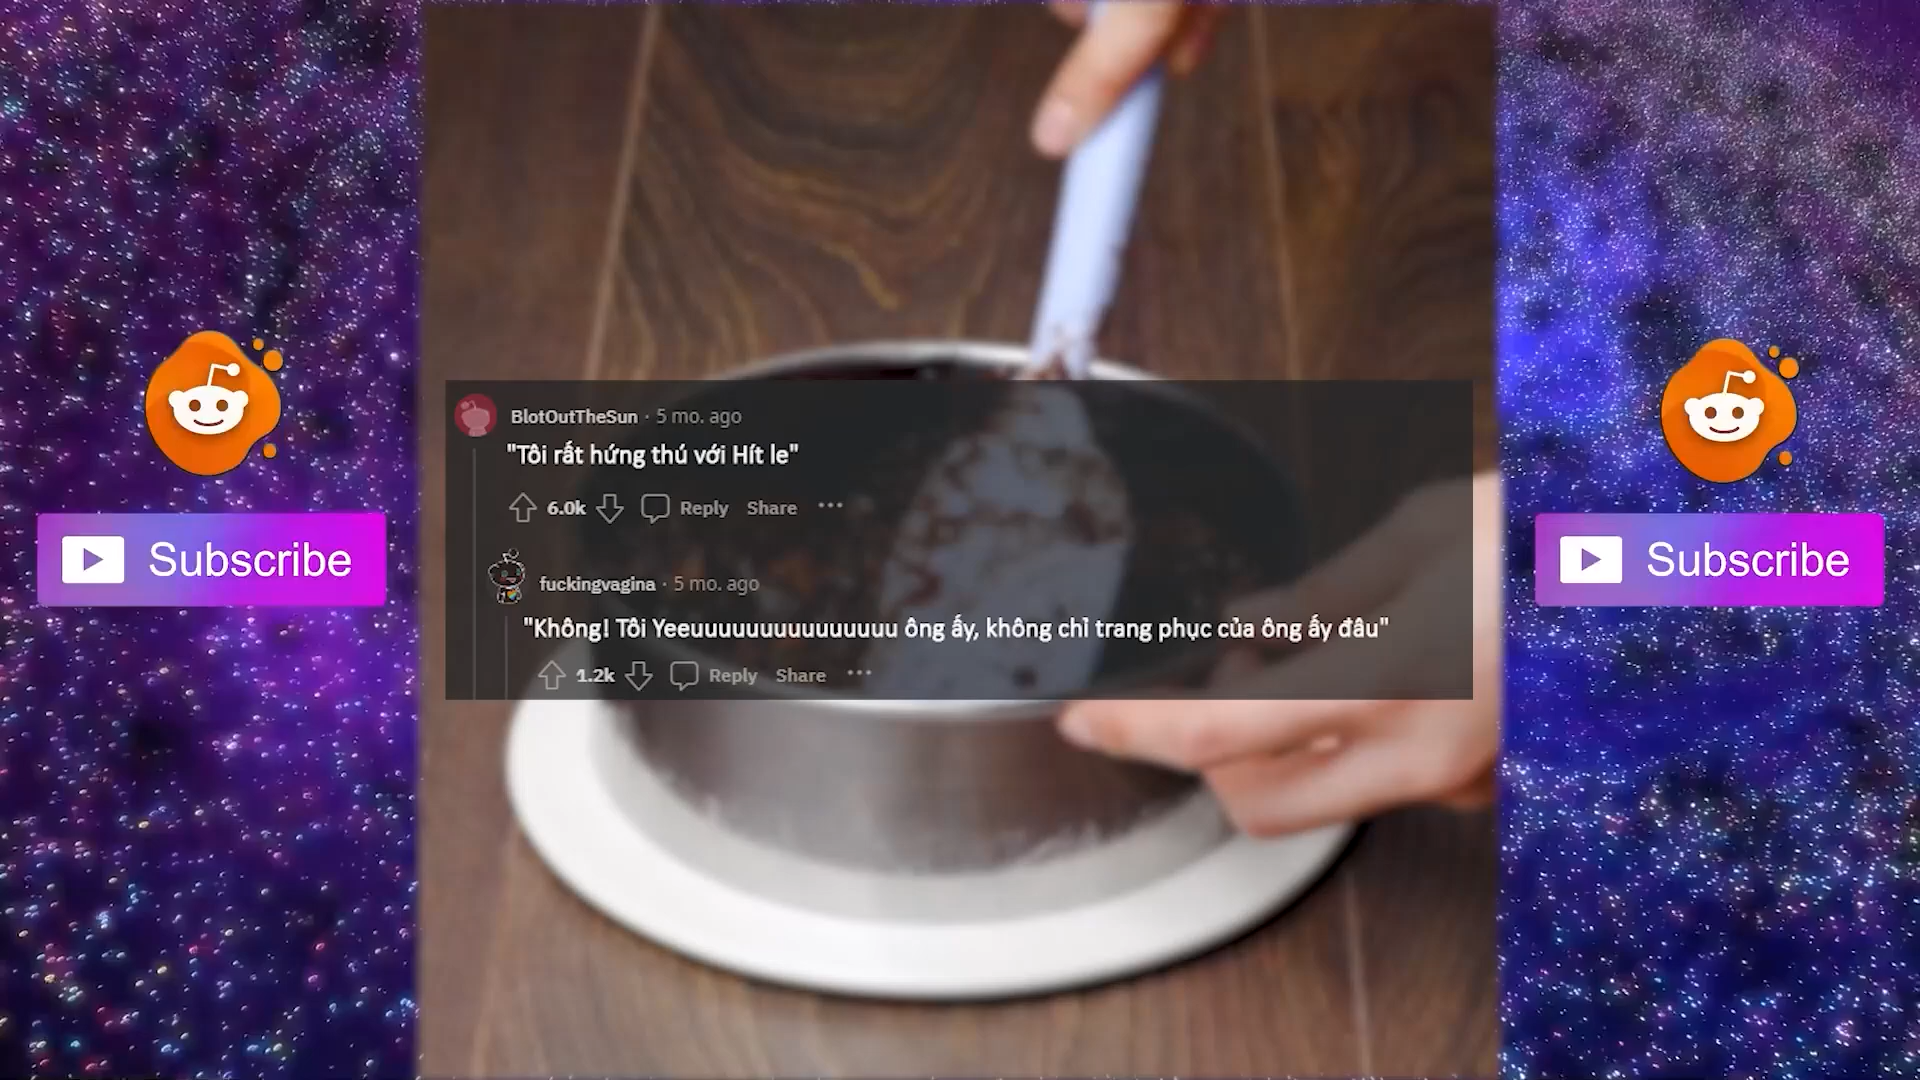 BlotOutTheSun · 5 mo. ago
"Tôi rất hứng thú với Hít le"
6.0k Reply Share ...
fuckingvagina · 5 mo. ago
"Không! Tôi Yeeuuuuuuuuuuuuuuu ông ấy, không chỉ trang phục của ông ấy đâu"
1.2k Reply Share ...
Subscribe
Subscribe